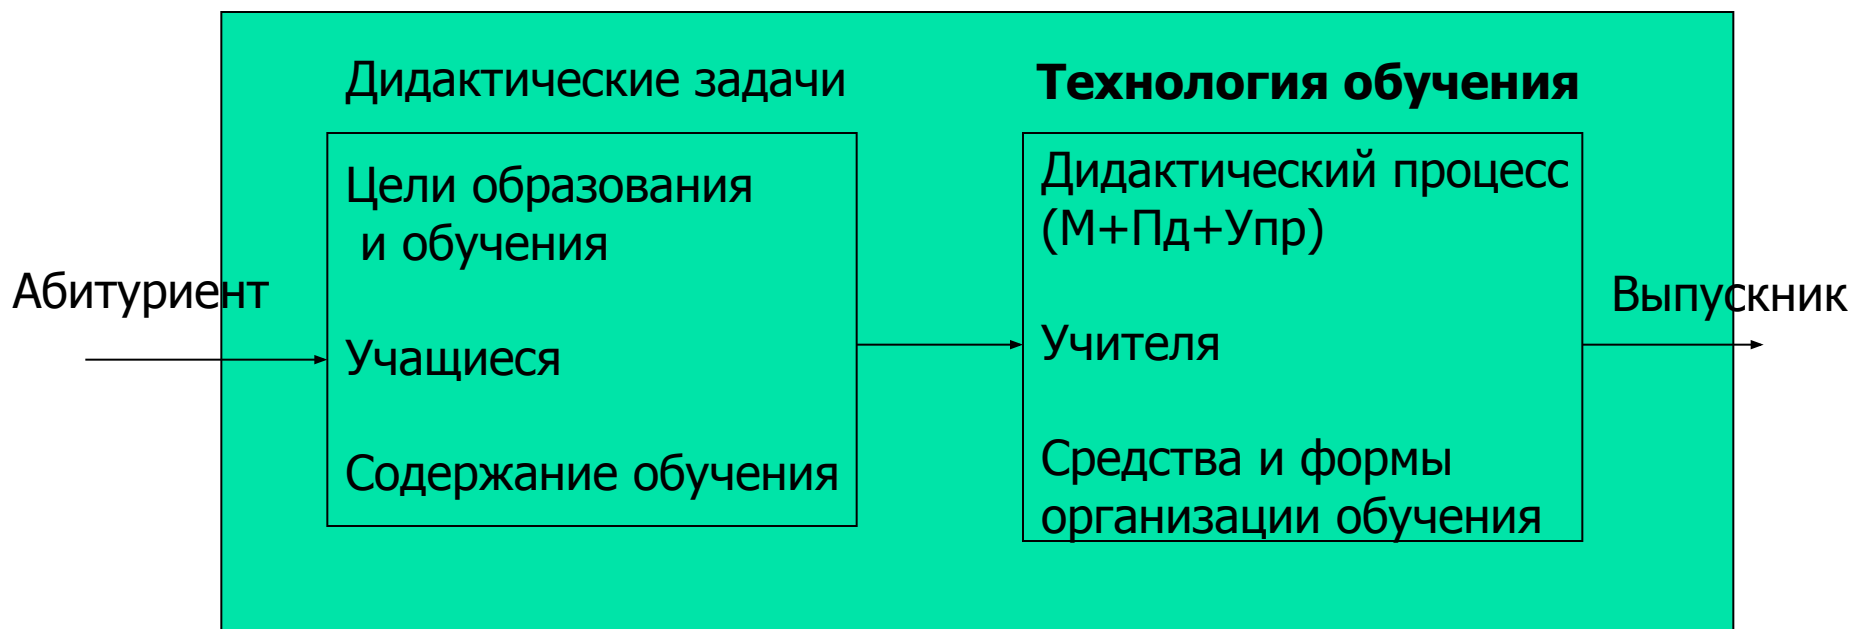 Дидактические задачи
Технология обучения
Абитуриент
Цели образования
и обучения
Учащиеся
Содержание обучения
Дидактический процесс
(М+Пд+Упр)
Учителя
Средства и формы
организации обучения
Выпускник